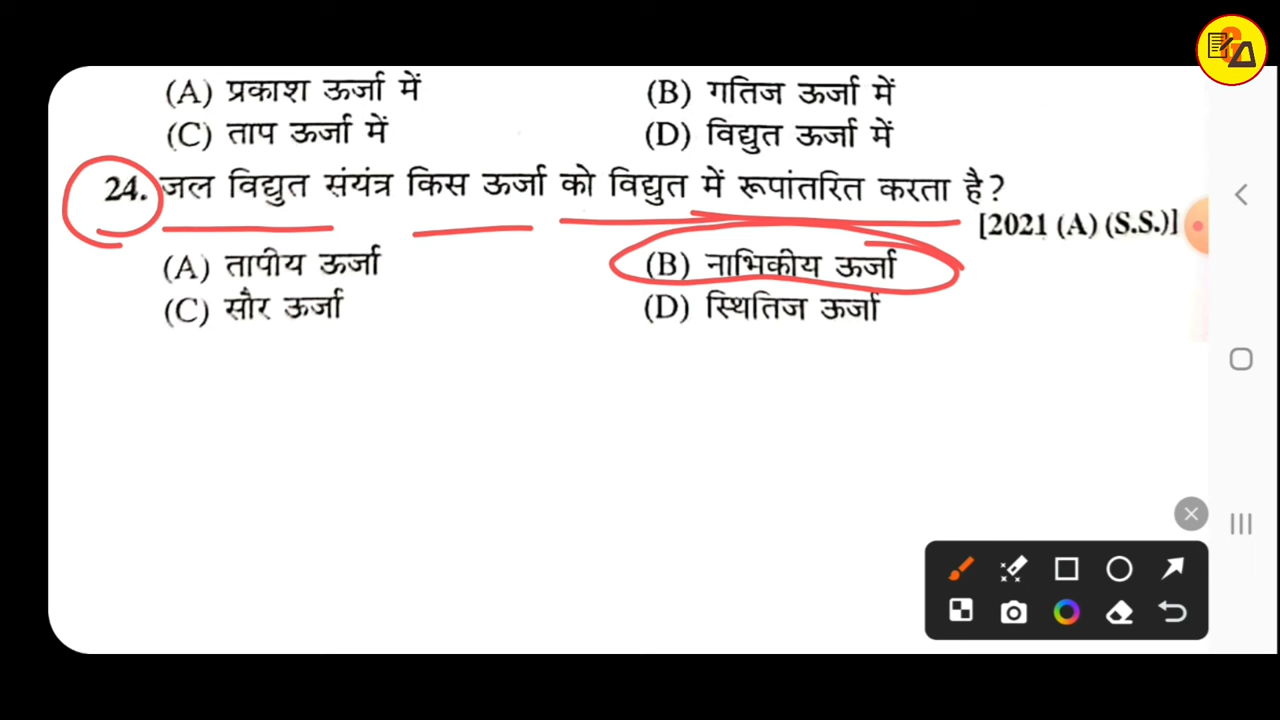 (A) प्रकाश ऊर्जा में (B) गतिज ऊर्जा में
(C) ताप ऊर्जा में (D) विद्युत ऊर्जा में
24. जल विद्युत संयंत्र किस ऊर्जा को विद्युत में रूपांतरित करता है?
[2021 (A) (S.S.)]
(A) तापीय ऊर्जा (B) नाभिकीय ऊर्जा
(C) सौर ऊर्जा (D) स्थितिज ऊर्जा